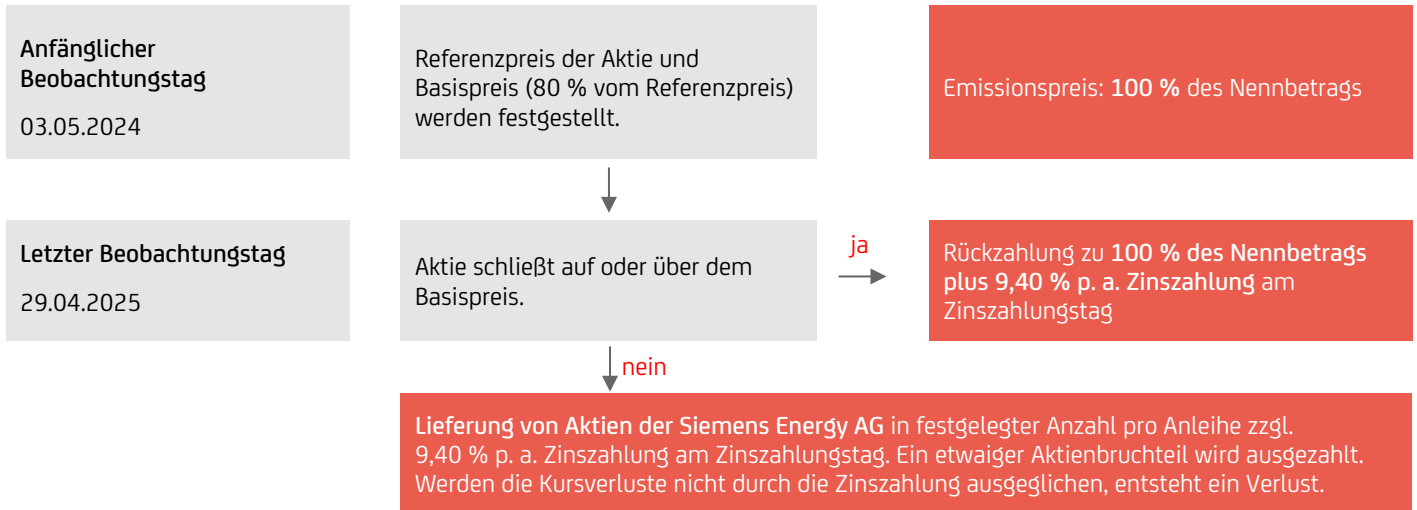 Anfänglicher
Beobachtungstag
03.05.2024
Referenzpreis der Aktie und
Basispreis (80 % vom Referenzpreis)
werden festgestellt.
Emissionspreis: 100 % des Nennbetrags
Letzter Beobachtungstag
29.04.2025
Aktie schließt auf oder über dem
Basispreis.
ja
Rückzahlung zu 100 % des Nennbetrags
plus 9,40 % p. a. Zinszahlung am
Zinszahlungstag
nein
Lieferung von Aktien der Siemens Energy AG in festgelegter Anzahl pro Anleihe zzgl.
9,40 % p. a. Zinszahlung am Zinszahlungstag. Ein etwaiger Aktienbruchteil wird ausgezahlt.
Werden die Kursverluste nicht durch die Zinszahlung ausgeglichen, entsteht ein Verlust.